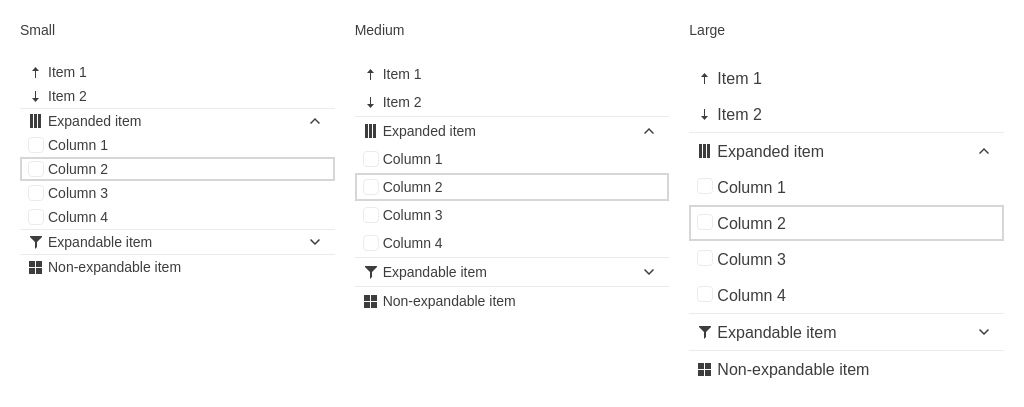 Small
Item 1
Item 2
Expanded item
Column 1
Column 2
Column 3
Column 4
Expandable item
Non-expandable item
Medium
Item 1
Item 2
Expanded item
Column 1
Column 2
Column 3
Column 4
Expandable item
Non-expandable item
Large
Item 1
Item 2
Expanded item
Column 1
Column 2
Column 3
Column 4
Expandable item
Non-expandable item